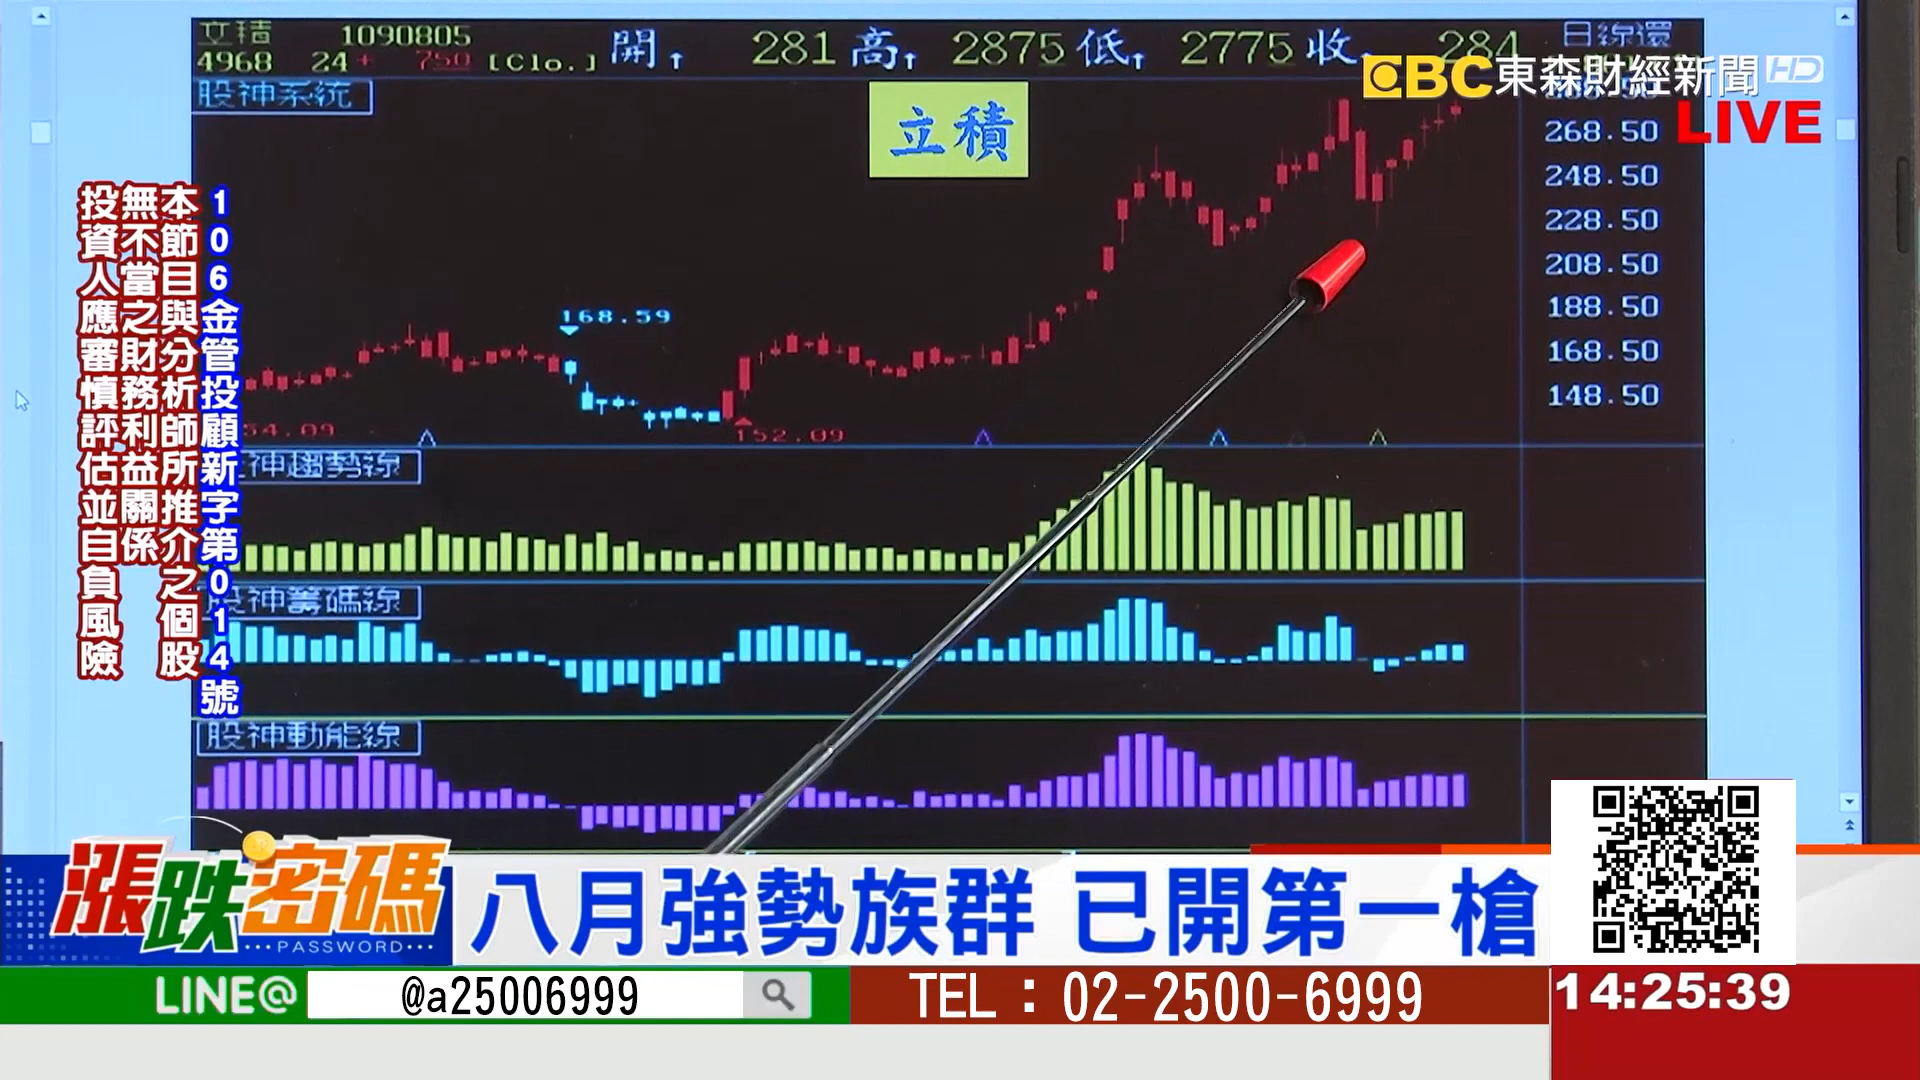 立積 1090805 開↑ 281 高↑ 2875 低↑ 2775 收↑ 284 日線還
4968 24+ 750 [Clo.]
EBC 東森財經新聞 HD
LIVE
股神系統
立積
268.50
248.50
228.50
208.50
188.50
168.50
148.50
168.59
54.09
152.09
106金管投顧新字第014號
本節目與分析師所推介之個股
無不當之財務利益關係
投資人應審慎評估並自負風險
神趨勢線
股神籌碼線
股神動能線
漲跌密碼
PASSWORD
八月強勢族群 已開第一槍
LINE@ @a25006999
TEL：02-2500-6999
14:25:39